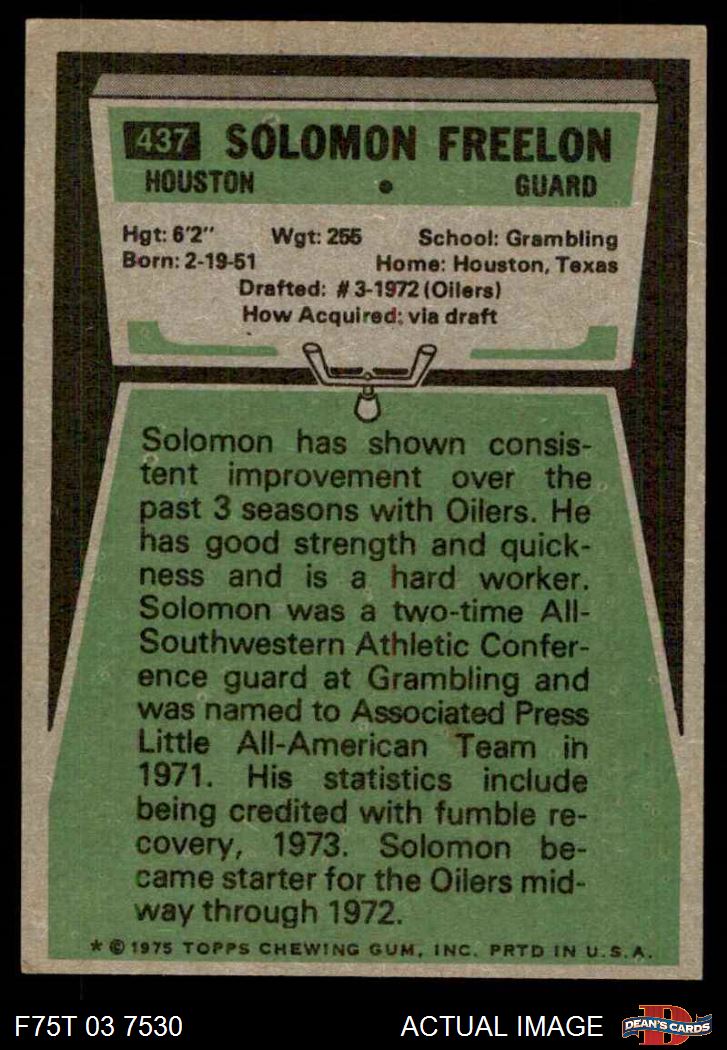 437 SOLOMON FREELON
HOUSTON • GUARD
Hgt: 6'2" Wgt: 255 School: Grambling
Born: 2-19-51 Home: Houston, Texas
Drafted: #3-1972 (Oilers)
How Acquired: via draft
Solomon has shown consis-
tent improvement over the
past 3 seasons with Oilers. He
has good strength and quick-
ness and is a hard worker.
Solomon was a two-time All-
Southwestern Athletic Confer-
ence guard at Grambling and
was named to Associated Press
Little All-American Team in
1971. His statistics include
being credited with fumble re-
covery, 1973. Solomon be-
came starter for the Oilers mid-
way through 1972.
* © 1975 TOPPS CHEWING GUM, INC. PRTD IN U.S.A.
F75T 03 7530 ACTUAL IMAGE D DEAN'S CARDS